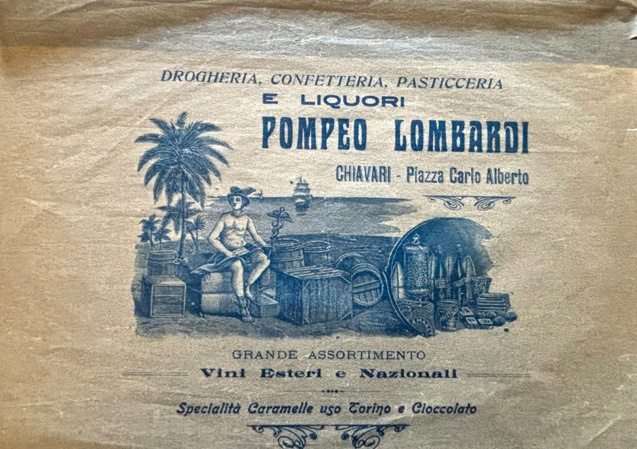 DROGHERIA, CONFETTERIA, PASTICCERIA
E LIQUORI
POMPEO LOMBARDI
CHIAVARI - Piazza Carlo Alberto
GRANDE ASSORTIMENTO
Vini Esteri e Nazionali
Specialità Caramelle uso Torino e Cioccolato